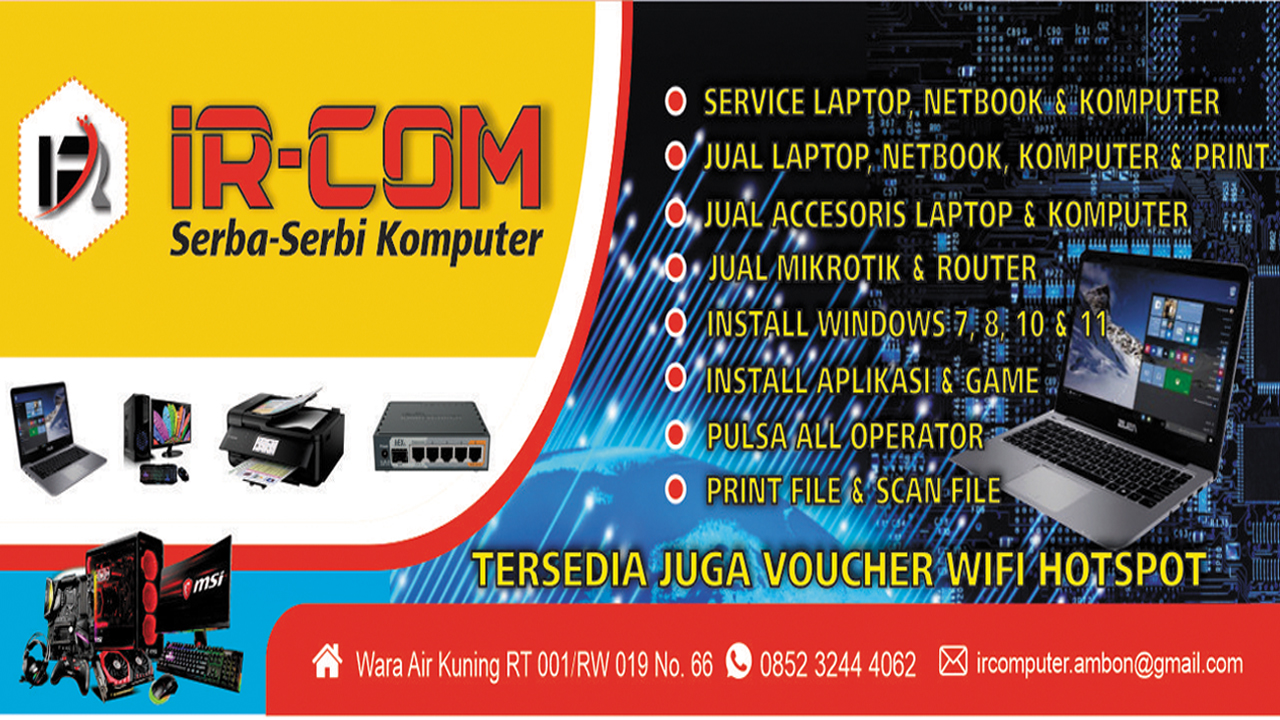 iR-COM
Serba-Serbi Komputer
SERVICE LAPTOP, NETBOOK & KOMPUTER
JUAL LAPTOP, NETBOOK, KOMPUTER & PRINT
JUAL ACCESORIS LAPTOP & KOMPUTER
JUAL MIKROTIK & ROUTER
INSTALL WINDOWS 7, 8, 10 & 11
INSTALL APLIKASI & GAME
PULSA ALL OPERATOR
PRINT FILE & SCAN FILE
TERSEDIA JUGA VOUCHER WIFI HOTSPOT
msi
Wara Air Kuning RT 001/RW 019 No. 66
0852 3244 4062
ircomputer.ambon@gmail.com